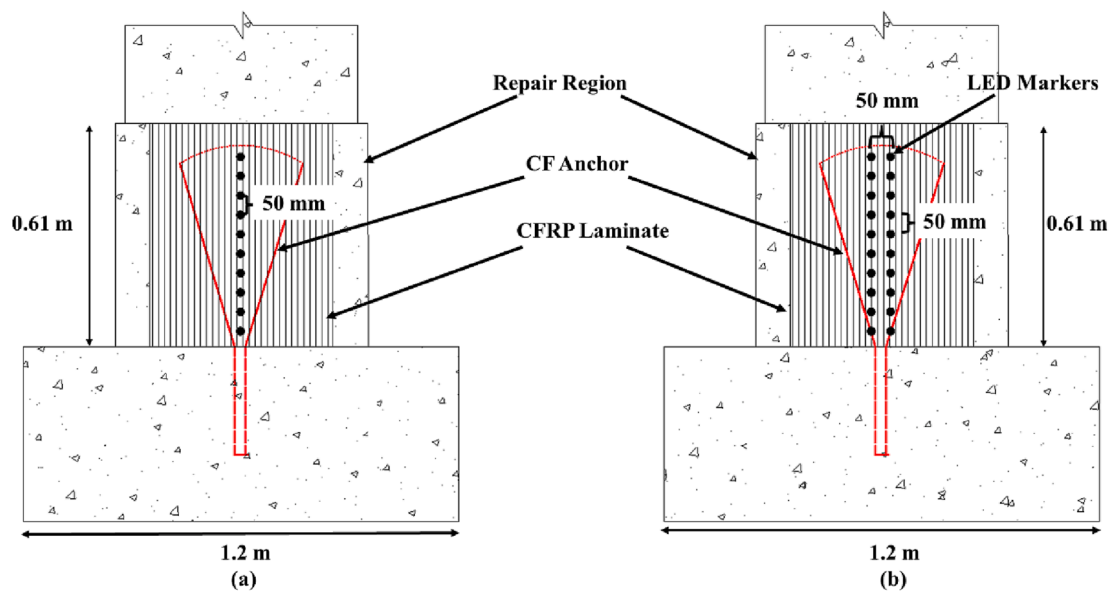 Repair Region
LED Markers
50 mm
CF Anchor
50 mm
50 mm
0.61 m
0.61 m
CFRP Laminate
1.2 m
1.2 m
(a)
(b)